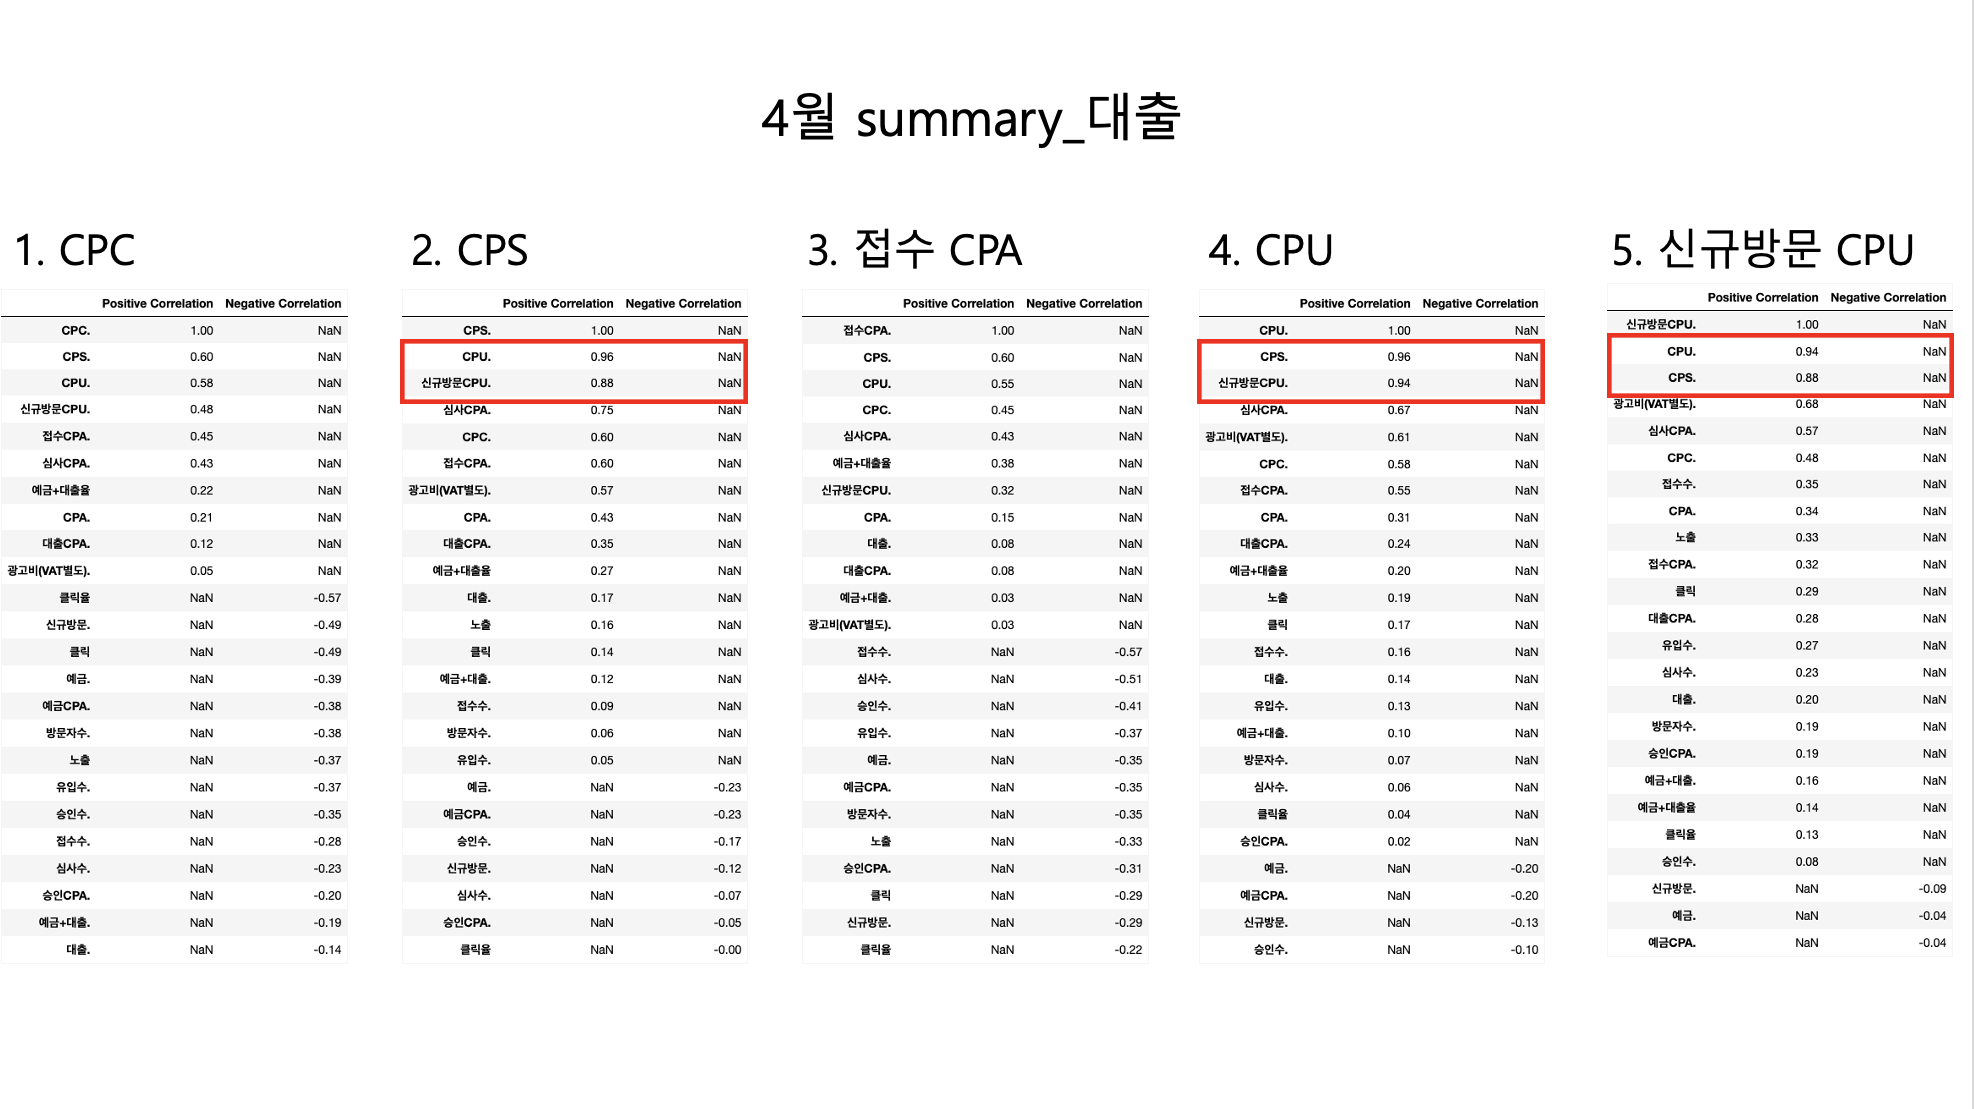 4월 summary_대출
1. CPC
Positive Correlation Negative Correlation
CPC. 1.00 NaN
CPS. 0.60 NaN
CPU. 0.58 NaN
신규방문CPU. 0.48 NaN
접수CPA. 0.45 NaN
심사CPA. 0.43 NaN
예금+대출율 0.22 NaN
CPA. 0.21 NaN
대출CPA. 0.12 NaN
광고비(VAT별도). 0.05 NaN
클릭율 NaN -0.57
신규방문. NaN -0.49
클릭 NaN -0.49
예금. NaN -0.39
예금CPA. NaN -0.38
방문자수. NaN -0.38
노출 NaN -0.37
유입수. NaN -0.37
승인수. NaN -0.35
접수수. NaN -0.28
심사수. NaN -0.23
승인CPA. NaN -0.20
예금+대출. NaN -0.19
대출. NaN -0.14
2. CPS
Positive Correlation Negative Correlation
CPS. 1.00 NaN
CPU. 0.96 NaN
신규방문CPU. 0.88 NaN
심사CPA. 0.75 NaN
CPC. 0.60 NaN
접수CPA. 0.60 NaN
광고비(VAT별도). 0.57 NaN
CPA. 0.43 NaN
대출CPA. 0.35 NaN
예금+대출율 0.27 NaN
대출. 0.17 NaN
노출 0.16 NaN
클릭 0.14 NaN
예금+대출. 0.12 NaN
접수수. 0.09 NaN
방문자수. 0.06 NaN
유입수. 0.05 NaN
예금. NaN -0.23
예금CPA. NaN -0.23
승인수. NaN -0.17
신규방문. NaN -0.12
심사수. NaN -0.07
승인CPA. NaN -0.05
클릭율 NaN -0.00
3. 접수 CPA
Positive Correlation Negative Correlation
접수CPA. 1.00 NaN
CPS. 0.60 NaN
CPU. 0.55 NaN
CPC. 0.45 NaN
심사CPA. 0.43 NaN
예금+대출율 0.38 NaN
신규방문CPU. 0.32 NaN
CPA. 0.15 NaN
대출. 0.08 NaN
대출CPA. 0.08 NaN
예금+대출. 0.03 NaN
광고비(VAT별도). 0.03 NaN
접수수. NaN -0.57
심사수. NaN -0.51
승인수. NaN -0.41
유입수. NaN -0.37
예금. NaN -0.35
예금CPA. NaN -0.35
방문자수. NaN -0.35
노출 NaN -0.33
승인CPA. NaN -0.31
클릭 NaN -0.29
신규방문. NaN -0.29
클릭율 NaN -0.22
4. CPU
Positive Correlation Negative Correlation
CPU. 1.00 NaN
CPS. 0.96 NaN
신규방문CPU. 0.94 NaN
심사CPA. 0.67 NaN
광고비(VAT별도). 0.61 NaN
CPC. 0.58 NaN
접수CPA. 0.55 NaN
CPA. 0.31 NaN
대출CPA. 0.24 NaN
예금+대출율 0.20 NaN
노출 0.19 NaN
클릭 0.17 NaN
접수수. 0.16 NaN
대출. 0.14 NaN
유입수. 0.13 NaN
예금+대출. 0.10 NaN
방문자수. 0.07 NaN
심사수. 0.06 NaN
클릭율 0.04 NaN
승인CPA. 0.02 NaN
예금. NaN -0.20
예금CPA. NaN -0.20
신규방문. NaN -0.13
승인수. NaN -0.10
5. 신규방문 CPU
Positive Correlation Negative Correlation
신규방문CPU. 1.00 NaN
CPU. 0.94 NaN
CPS. 0.88 NaN
광고비(VAT별도). 0.68 NaN
심사CPA. 0.57 NaN
CPC. 0.48 NaN
접수수. 0.35 NaN
CPA. 0.34 NaN
노출 0.33 NaN
접수CPA. 0.32 NaN
클릭 0.29 NaN
대출CPA. 0.28 NaN
유입수. 0.27 NaN
심사수. 0.23 NaN
대출. 0.20 NaN
방문자수. 0.19 NaN
승인CPA. 0.19 NaN
예금+대출. 0.16 NaN
예금+대출율 0.14 NaN
클릭율 0.13 NaN
승인수. 0.08 NaN
신규방문. NaN -0.09
예금. NaN -0.04
예금CPA. NaN -0.04